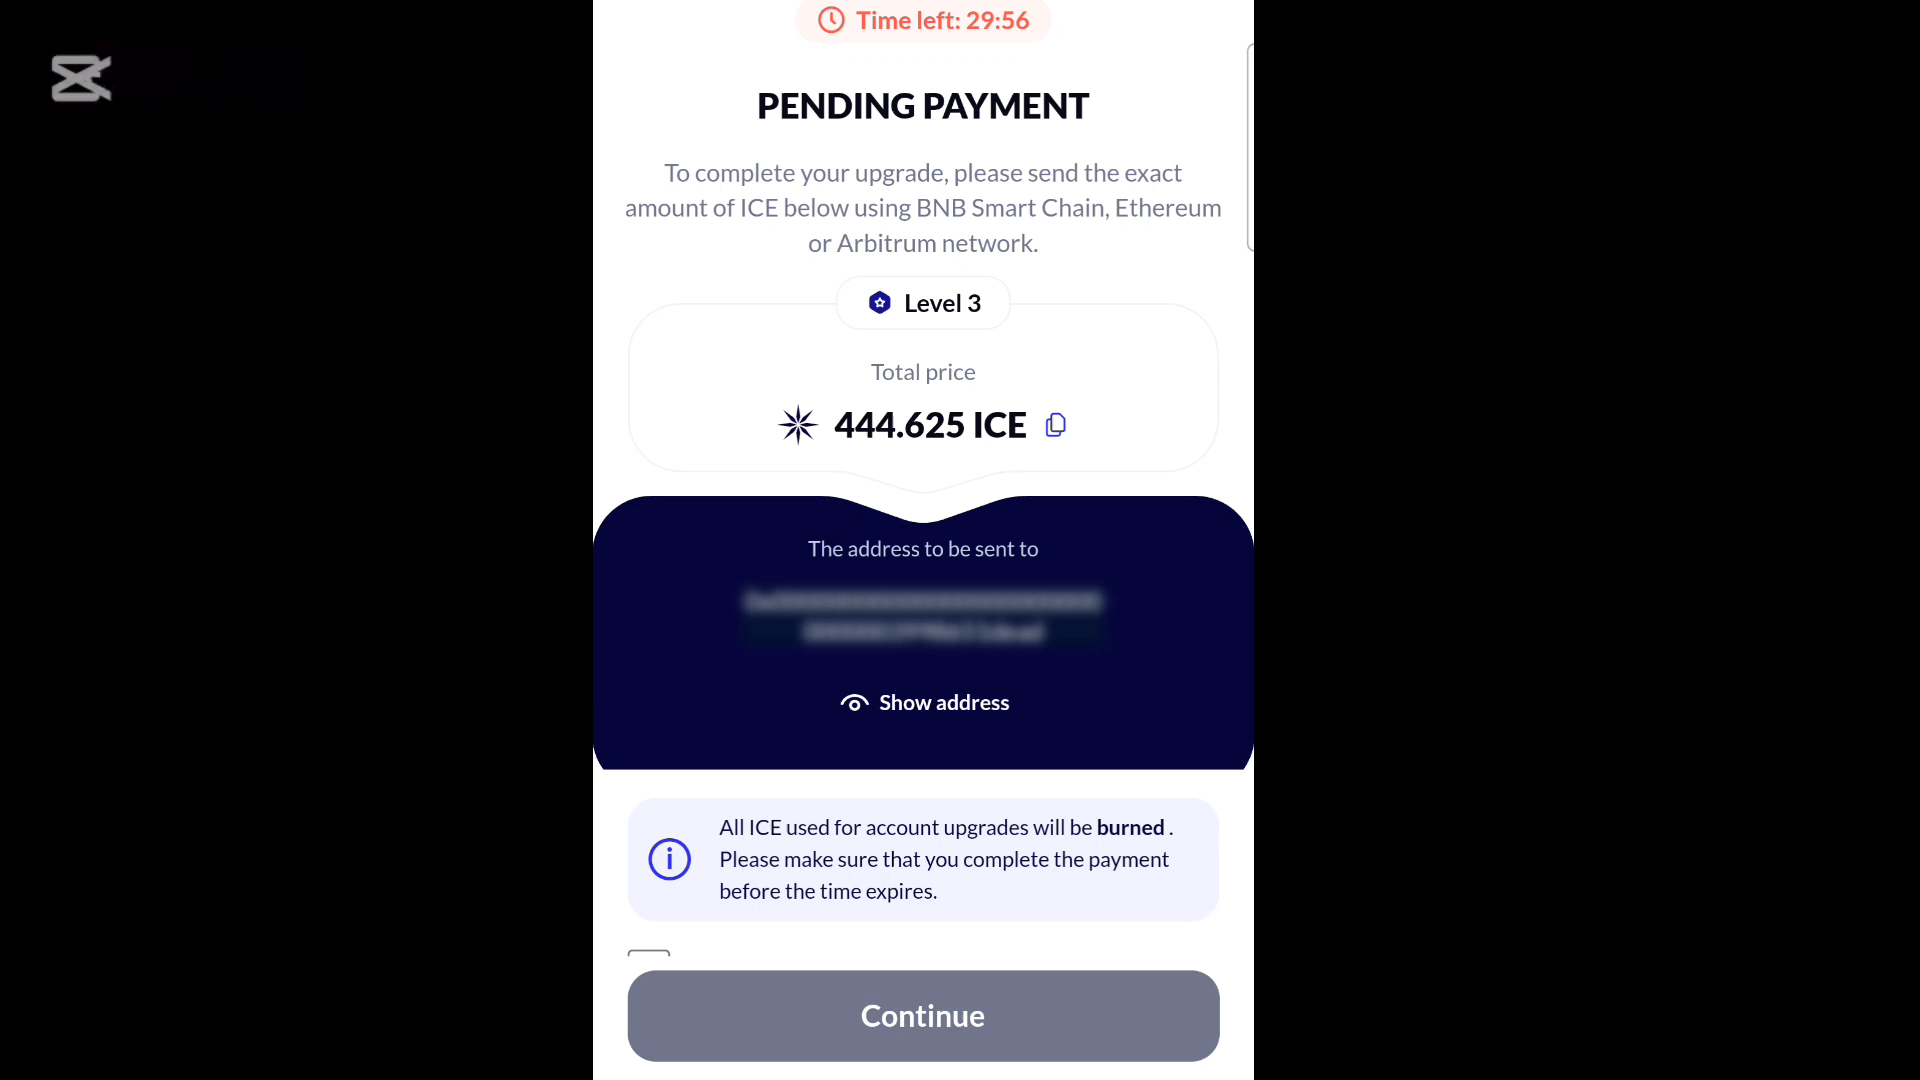 Time left: 29:56
PENDING PAYMENT
To complete your upgrade, please send the exact
amount of ICE below using BNB Smart Chain, Ethereum
or Arbitrum network.
Level 3
Total price
444.625 ICE
The address to be sent to
Show address
All ICE used for account upgrades will be burned .
Please make sure that you complete the payment
before the time expires.
Continue